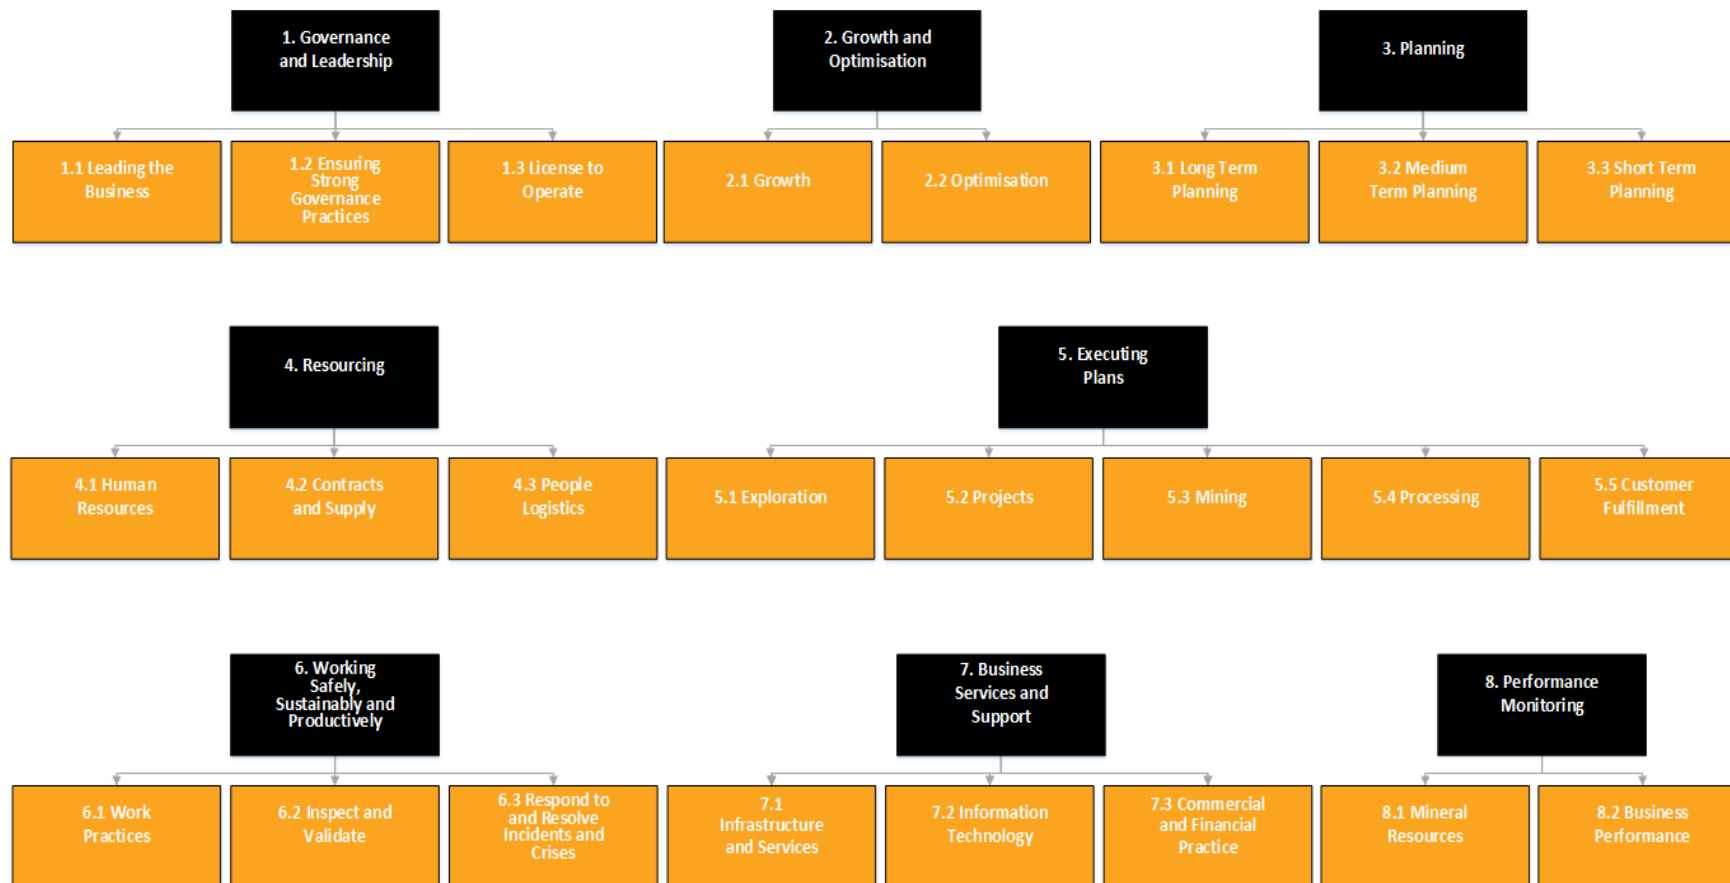 1. Governance
and Leadership
2. Growth and
Optimisation
3. Planning
1.1 Leading the
Business
1.2 Ensuring
Strong
Governance
Practices
1.3 License to
Operate
2.1 Growth
2.2 Optimisation
3.1 Long Term
Planning
3.2 Medium
Term Planning
3.3 Short Term
Planning
4. Resourcing
5. Executing
Plans
4.1 Human
Resources
4.2 Contracts
and Supply
4.3 People
Logistics
5.1 Exploration
5.2 Projects
5.3 Mining
5.4 Processing
5.5 Customer
Fulfillment
6. Working
Safely,
Sustainably and
Productively
7. Business
Services and
Support
8. Performance
Monitoring
6.1 Work
Practices
6.2 Inspect and
Validate
6.3 Respond to
and Resolve
Incidents and
Crises
7.1
Infrastructure
and Services
7.2 Information
Technology
7.3 Commercial
and Financial
Practice
8.1 Mineral
Resources
8.2 Business
Performance